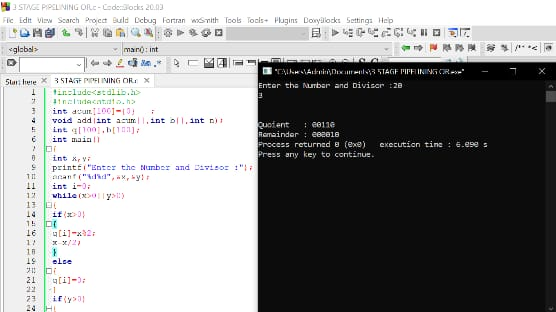 3 STAGE PIPELINING OR.c - Code::Blocks 20.03
File Edit View Search Project Build Debug Fortran wxSmith Tools Tools+ Plugins DoxyBlocks Settings Help
<global> main() : int
Start here × 3 STAGE PIPELINING OR.c ×
1 #include<stdlib.h>
2 #include<stdio.h>
3 int acum[100]={0} ;
4 void add(int acum[],int b[],int n);
5 int q[100],b[100];
6 int main()
7 {
8 int x,y;
9 printf("Enter the Number and Divisor :");
10 scanf("%d%d",&x,&y);
11 int i=0;
12 while(x>0||y>0)
13 {
14 if(x>0)
15 {
16 q[i]=x%2;
17 x=x/2;
18 }
19 else
20 {
21 q[i]=0;
22 }
23 if(y>0)
24 {
"C:\Users\Admin\Documents\3 STAGE PIPELINING OR.exe"
Enter the Number and Divisor :20
3
Quoient : 00110
Remainder : 000010
Process returned 0 (0x0) execution time : 6.090 s
Press any key to continue.